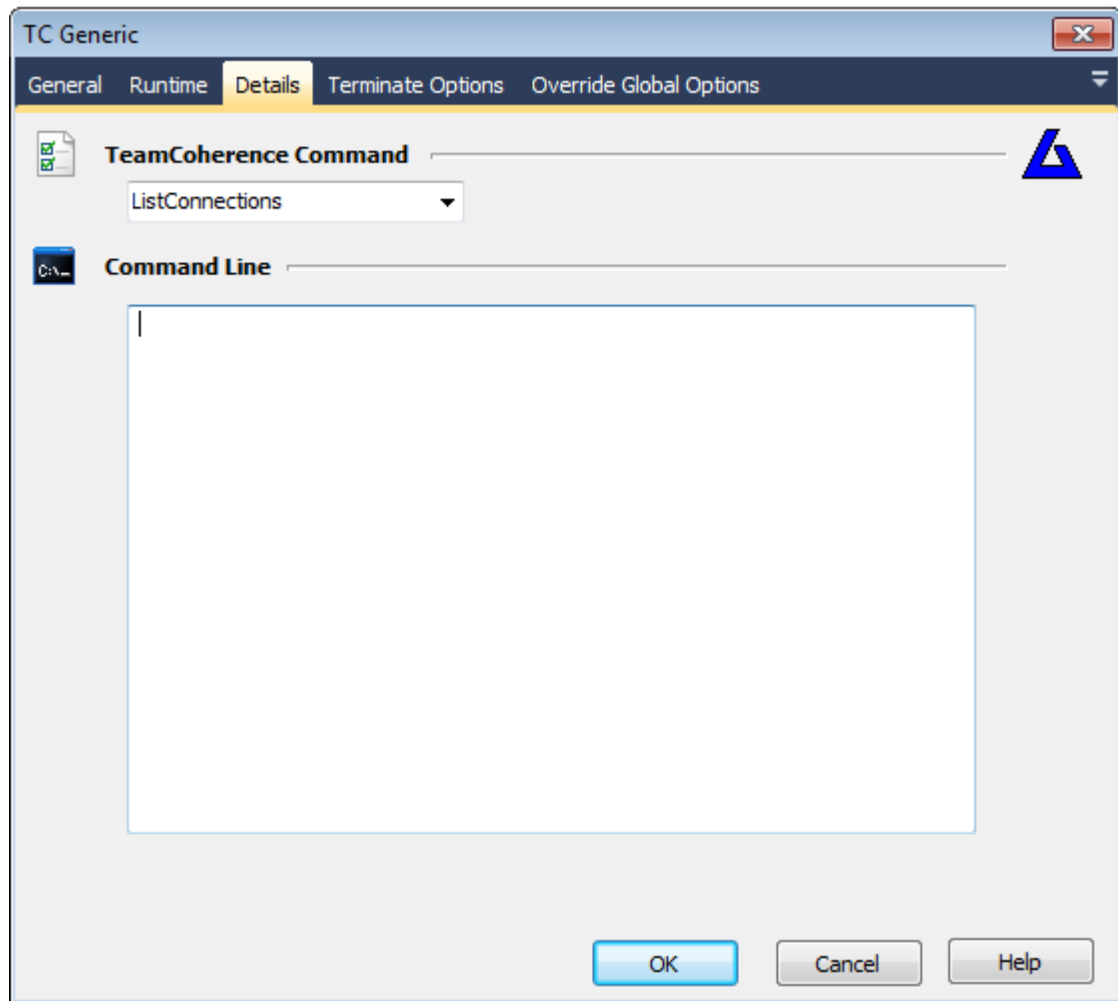 TC Generic
General Runtime Details Terminate Options Override Global Options
TeamCoherence Command
ListConnections
C:\_
Command Line
OK Cancel Help